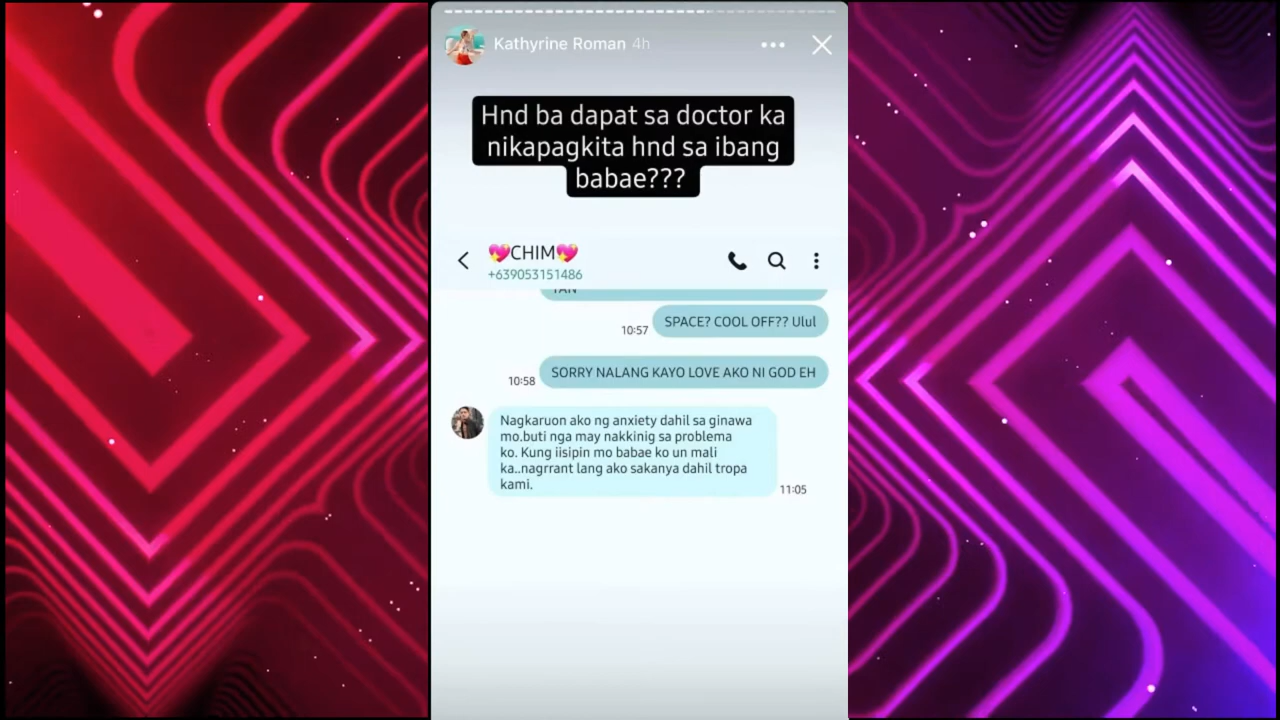 Kathyrine Roman 4h
Hnd ba dapat sa doctor ka
nikapagkita hnd sa ibang
babae???
💖CHIM💖
+639053151486
SPACE? COOL OFF?? Ulul
10:57
SORRY NALANG KAYO LOVE AKO NI GOD EH
10:58
Nagkaruon ako ng anxiety dahil sa ginawa
mo.buti nga may nakkinig sa problema
ko. Kung iisipin mo babae ko un mali
ka..nagrrant lang ako sakanya dahil tropa
kami.
11:05